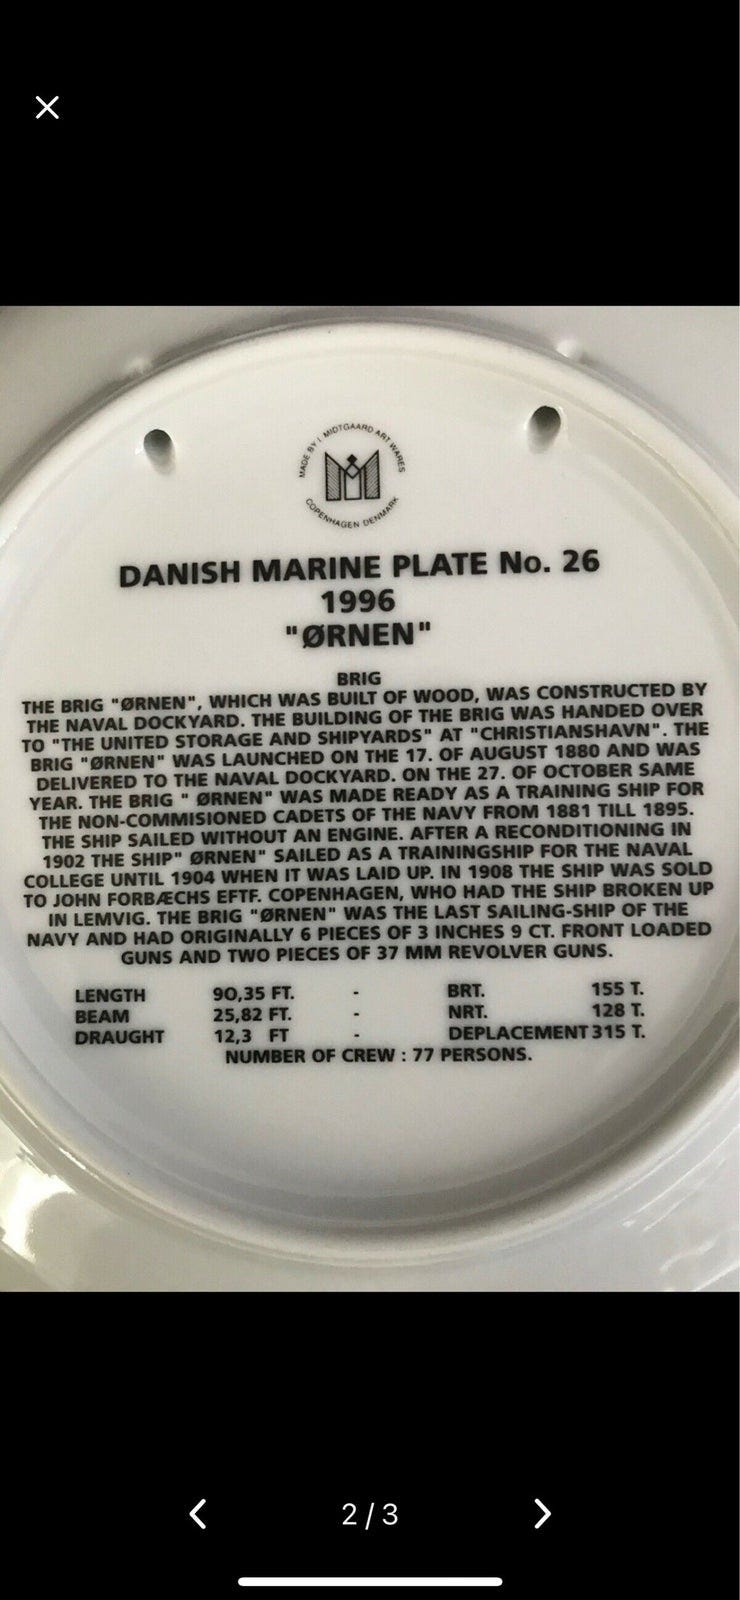 MADE BY I MIDTGAARD ART WARES
COPENHAGEN DENMARK
DANISH MARINE PLATE No. 26
1996
"ØRNEN"
BRIG
THE BRIG "ØRNEN", WHICH WAS BUILT OF WOOD, WAS CONSTRUCTED BY
THE NAVAL DOCKYARD. THE BUILDING OF THE BRIG WAS HANDED OVER
TO "THE UNITED STORAGE AND SHIPYARDS" AT "CHRISTIANSHAVN". THE
BRIG "ØRNEN" WAS LAUNCHED ON THE 17. OF AUGUST 1880 AND WAS
DELIVERED TO THE NAVAL DOCKYARD. ON THE 27. OF OCTOBER SAME
YEAR. THE BRIG " ØRNEN" WAS MADE READY AS A TRAINING SHIP FOR
THE NON-COMMISIONED CADETS OF THE NAVY FROM 1881 TILL 1895.
THE SHIP SAILED WITHOUT AN ENGINE. AFTER A RECONDITIONING IN
1902 THE SHIP" ØRNEN" SAILED AS A TRAININGSHIP FOR THE NAVAL
COLLEGE UNTIL 1904 WHEN IT WAS LAID UP. IN 1908 THE SHIP WAS SOLD
TO JOHN FORBÆCHS EFTF. COPENHAGEN, WHO HAD THE SHIP BROKEN UP
IN LEMVIG. THE BRIG "ØRNEN" WAS THE LAST SAILING-SHIP OF THE
NAVY AND HAD ORIGINALLY 6 PIECES OF 3 INCHES 9 CT. FRONT LOADED
GUNS AND TWO PIECES OF 37 MM REVOLVER GUNS.
LENGTH 90,35 FT. - BRT. 155 T.
BEAM 25,82 FT. - NRT. 128 T.
DRAUGHT 12,3 FT - DEPLACEMENT 315 T.
NUMBER OF CREW : 77 PERSONS.
2 / 3